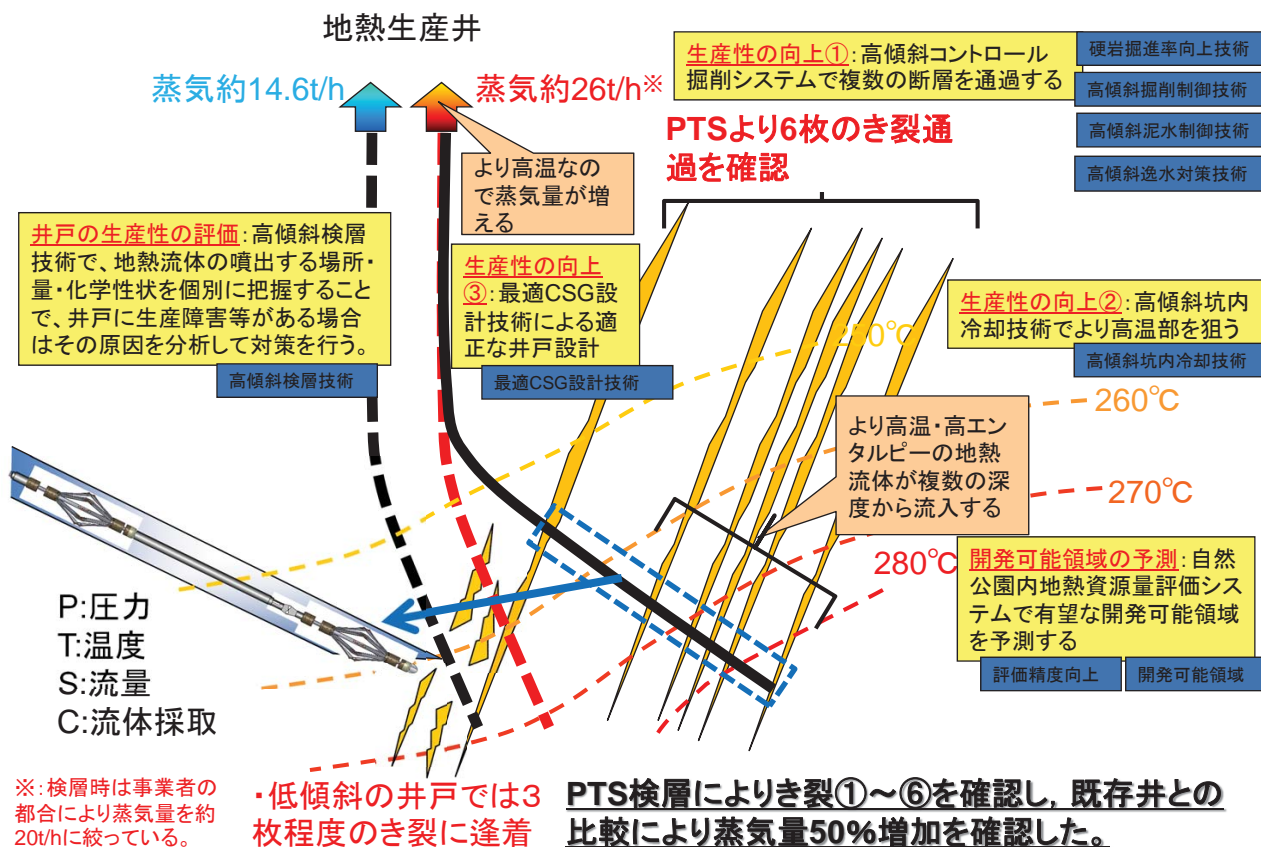 地熱生産井
蒸気約14.6t/h
蒸気約26t/h※
より高温なの
で蒸気量が増
える
生産性の向上①:高傾斜コントロール
掘削システムで複数の断層を通過する
硬岩掘進率向上技術
高傾斜掘削制御技術
高傾斜泥水制御技術
高傾斜逸水対策技術
PTSより6枚のき裂通
過を確認
井戸の生産性の評価:高傾斜検層
技術で、地熱流体の噴出する場所・
量・化学性状を個別に把握すること
で、井戸に生産障害等がある場合
はその原因を分析して対策を行う。
高傾斜検層技術
生産性の向上
③:最適CSG設
計技術による適
正な井戸設計
最適CSG設計技術
生産性の向上②:高傾斜坑内
冷却技術でより高温部を狙う
高傾斜坑内冷却技術
250℃
260℃
270℃
280℃
より高温・高エン
タルピーの地熱
流体が複数の深
度から流入する
開発可能領域の予測:自然
公園内地熱資源量評価シス
テムで有望な開発可能領域
を予測する
評価精度向上
開発可能領域
P:圧力
T:温度
S:流量
C:流体採取
※:検層時は事業者の
都合により蒸気量を約
20t/hに絞っている。
・低傾斜の井戸では3
枚程度のき裂に逢着
PTS検層によりき裂①～⑥を確認し，既存井との
比較により蒸気量50%増加を確認した。